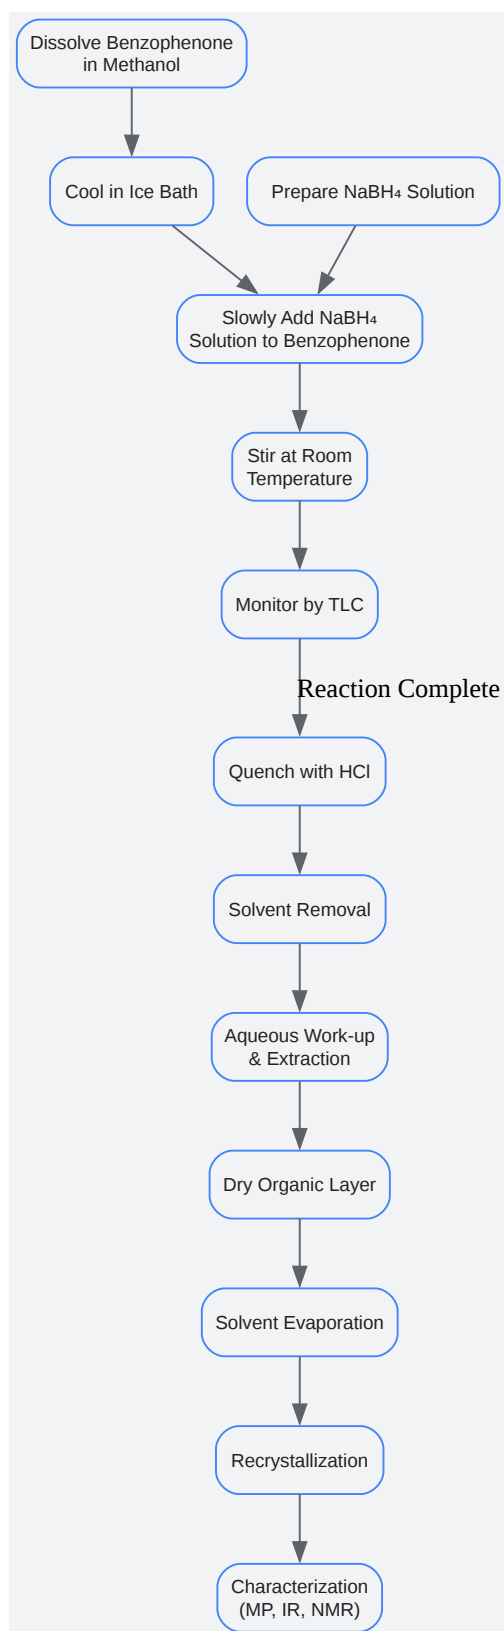 Dissolve Benzophenone
in Methanol
Cool in Ice Bath
Prepare NaBH₄ Solution
Slowly Add NaBH₄
Solution to Benzophenone
Stir at Room
Temperature
Monitor by TLC
Reaction Complete
Quench with HCl
Solvent Removal
Aqueous Work-up
& Extraction
Dry Organic Layer
Solvent Evaporation
Recrystallization
Characterization
(MP, IR, NMR)